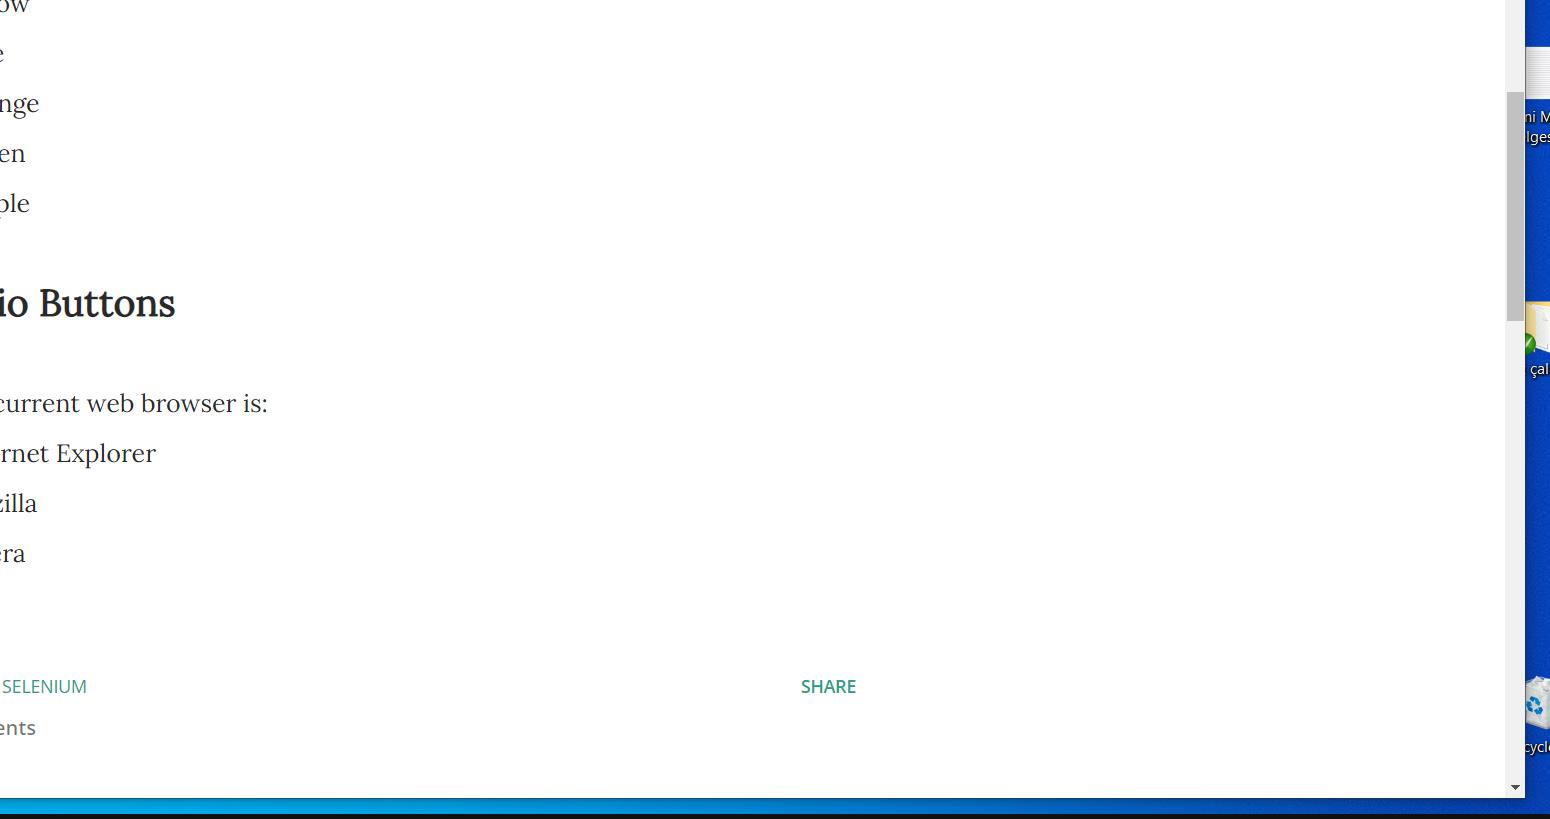 ow
e
nge
en
ple
io Buttons
current web browser is:
rnet Explorer
zilla
era
SELENIUM
SHARE
ents
ni M
lges
çal
cycl